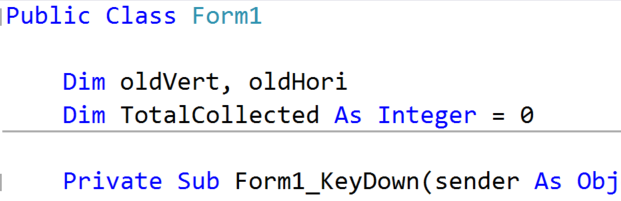 Public Class Form1
Dim oldVert, oldHori
Dim TotalCollected As Integer = 0
Private Sub Form1_KeyDown(sender As Obj